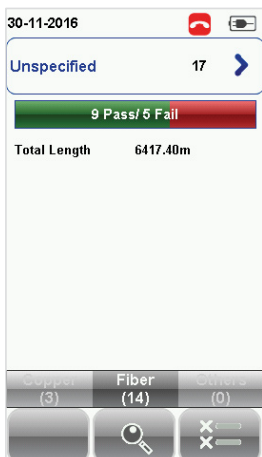 30-11-2016
Unspecified 17
9 Pass/ 5 Fail
Total Length 6417.40m
Copper Fiber Others
(3) (14) (0)